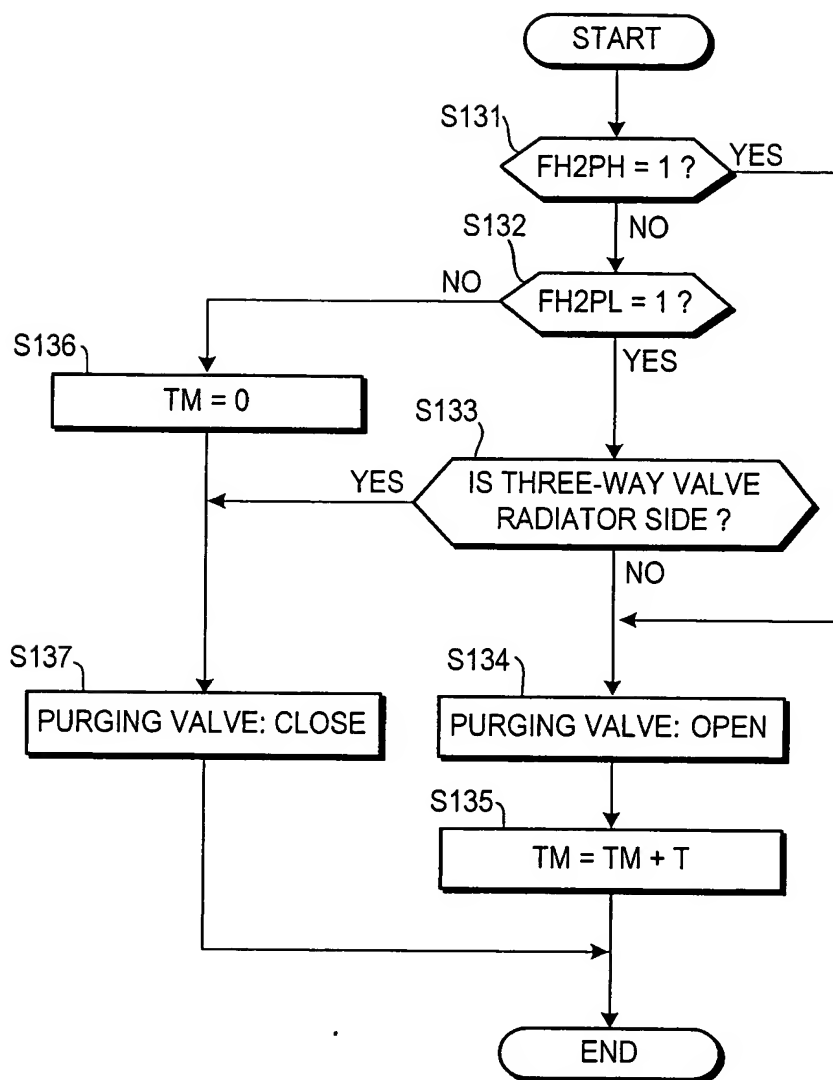 START
S131
FH2PH = 1 ?
YES
NO
S132
NO
FH2PL = 1 ?
YES
S136
TM = 0
S133
YES
IS THREE-WAY VALVE
RADIATOR SIDE ?
NO
S137
PURGING VALVE: CLOSE
S134
PURGING VALVE: OPEN
S135
TM = TM + T
END